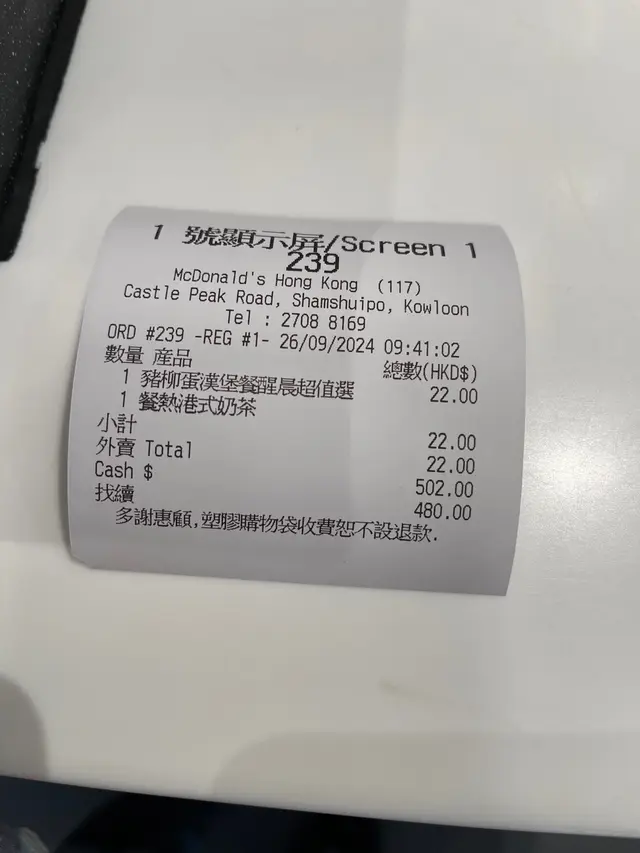 1 號顯示屏/Screen 1
239
McDonald's Hong Kong (117)
Castle Peak Road, Shamshuipo, Kowloon
Tel : 2708 8169
ORD #239 -REG #1- 26/09/2024 09:41:02
數量 産品 總數(HKD$)
1 豬柳蛋漢堡餐醒晨超值選 22.00
1 餐熱港式奶茶
小計 22.00
外賣 Total 22.00
Cash $ 502.00
找續 480.00
多謝惠顧,塑膠購物袋收費恕不設退款.